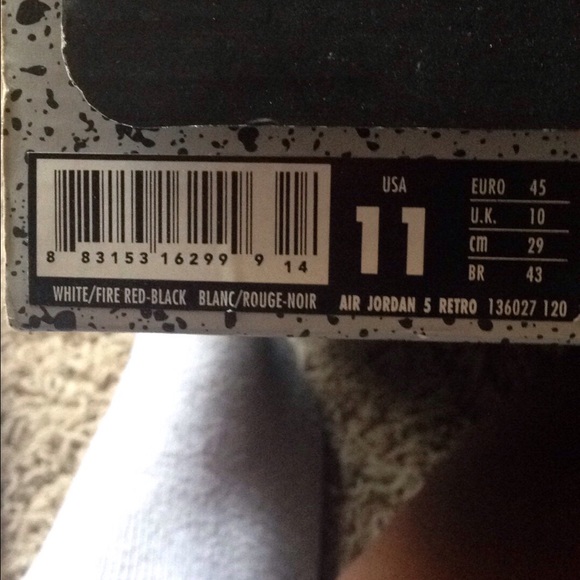 8 83153 16299 9 14
WHITE/FIRE RED-BLACK BLANC/ROUGE-NOIR
USA
11
EURO 45
U.K. 10
cm 29
BR 43
AIR JORDAN 5 RETRO 136027 120